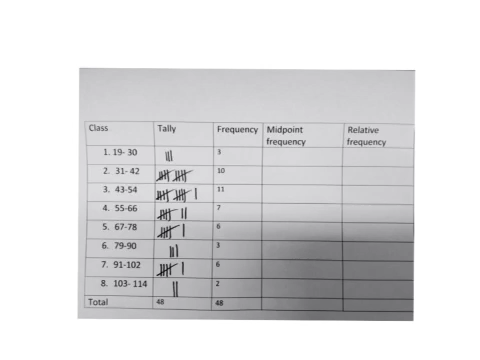 Class Tally Frequency Midpoint frequency Relative frequency
1. 19- 30 3
2. 31- 42 10
3. 43-54 11
4. 55-66 7
5. 67-78 6
6. 79-90 3
7. 91-102 6
8. 103- 114 2
Total 48 48